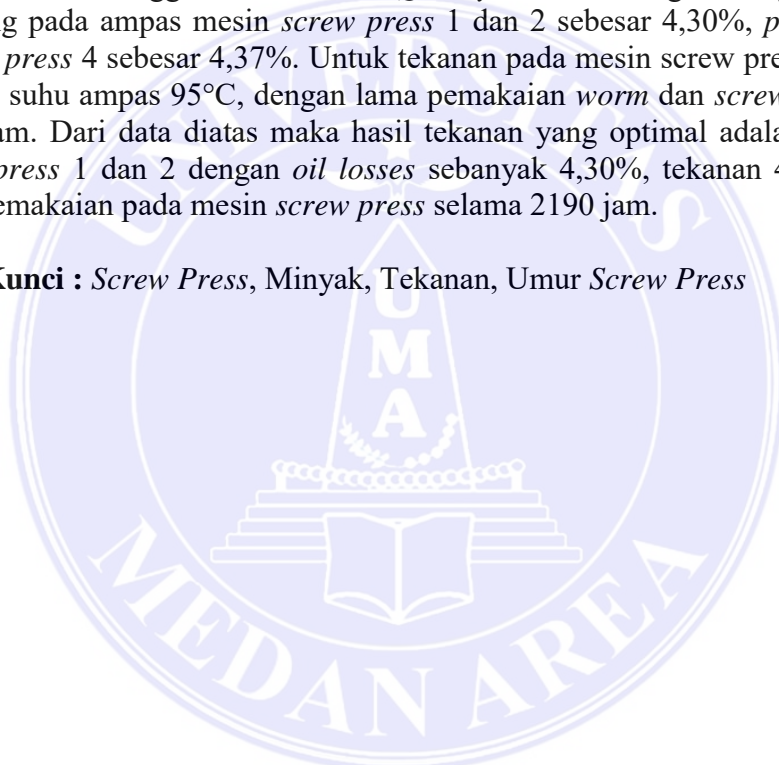 g pada ampas mesin screw press 1 dan 2 sebesar 4,30%, p
press 4 sebesar 4,37%. Untuk tekanan pada mesin screw pre
suhu ampas 95°C, dengan lama pemakaian worm dan screw
am. Dari data diatas maka hasil tekanan yang optimal adala
press 1 dan 2 dengan oil losses sebanyak 4,30%, tekanan 4
emakaian pada mesin screw press selama 2190 jam.
Kunci : Screw Press, Minyak, Tekanan, Umur Screw Press
UNIVERSITAS
UMA
MEDAN AREA